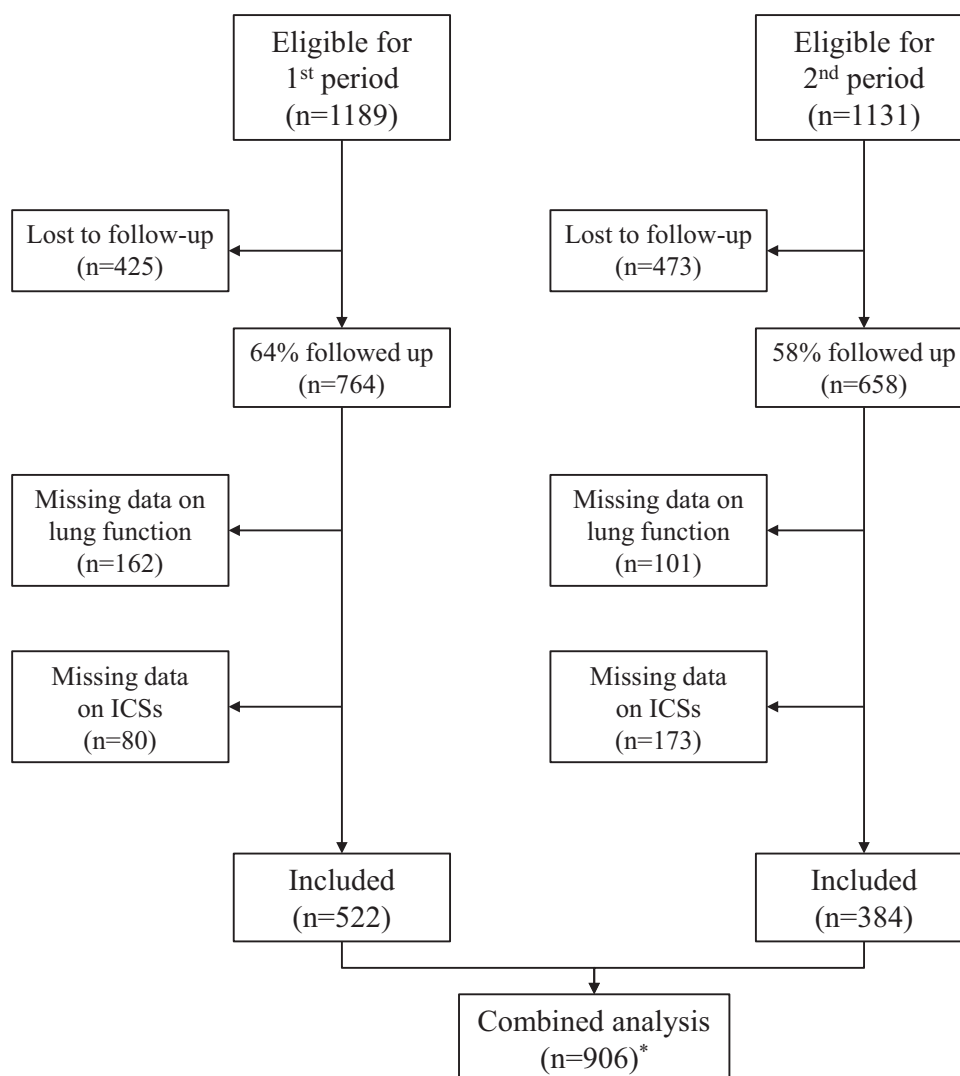 Eligible for
1st period
(n=1189)
Eligible for
2nd period
(n=1131)
Lost to follow-up
(n=425)
Lost to follow-up
(n=473)
64% followed up
(n=764)
58% followed up
(n=658)
Missing data on
lung function
(n=162)
Missing data on
lung function
(n=101)
Missing data
on ICSs
(n=80)
Missing data
on ICSs
(n=173)
Included
(n=522)
Included
(n=384)
Combined analysis
(n=906)*